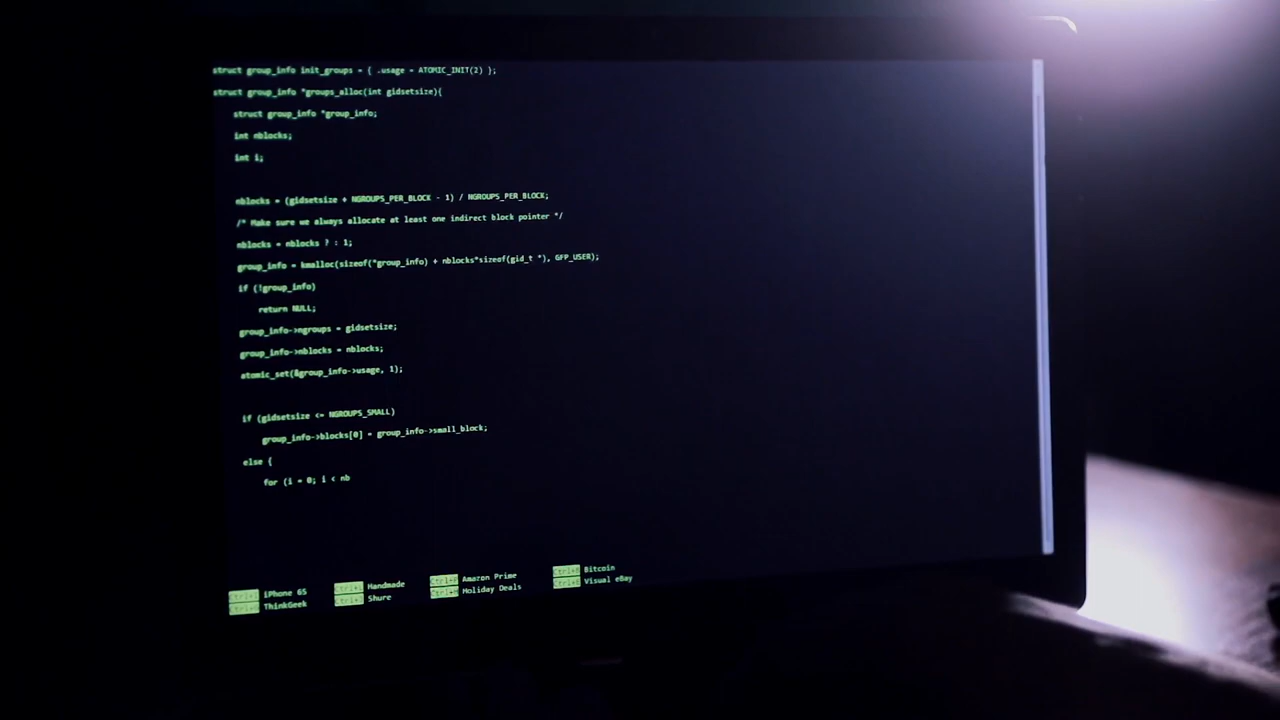 struct group_info init_groups = { .usage = ATOMIC_INIT(2) };
struct group_info *groups_alloc(int gidsetsize){
struct group_info *group_info;
int nblocks;
int i;
nblocks = (gidsetsize + NGROUPS_PER_BLOCK - 1) / NGROUPS_PER_BLOCK;
/* Make sure we always allocate at least one indirect block pointer */
nblocks = nblocks ? : 1;
group_info = kmalloc(sizeof(*group_info) + nblocks*sizeof(gid_t *), GFP_USER);
if (!group_info)
return NULL;
group_info->ngroups = gidsetsize;
group_info->nblocks = nblocks;
atomic_set(&group_info->usage, 1);
if (gidsetsize <= NGROUPS_SMALL)
group_info->blocks[0] = group_info->small_block;
else {
for (i = 0; i < nb
iPhone 6S Handmade Amazon Prime Bitcoin
ThinkGeek Shure Holiday Deals Visual eBay